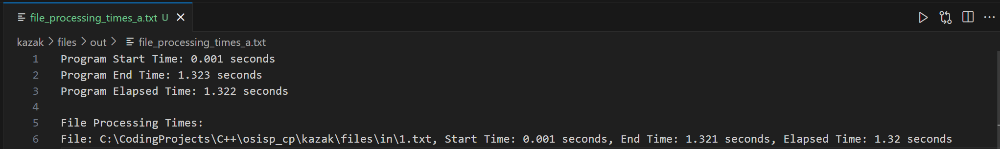 file_processing_times_a.txt U
kazak > files > out > file_processing_times_a.txt
1 Program Start Time: 0.001 seconds
2 Program End Time: 1.323 seconds
3 Program Elapsed Time: 1.322 seconds
4
5 File Processing Times:
6 File: C:\CodingProjects\C++\osisp_cp\kazak\files\in\1.txt, Start Time: 0.001 seconds, End Time: 1.321 seconds, Elapsed Time: 1.32 seconds